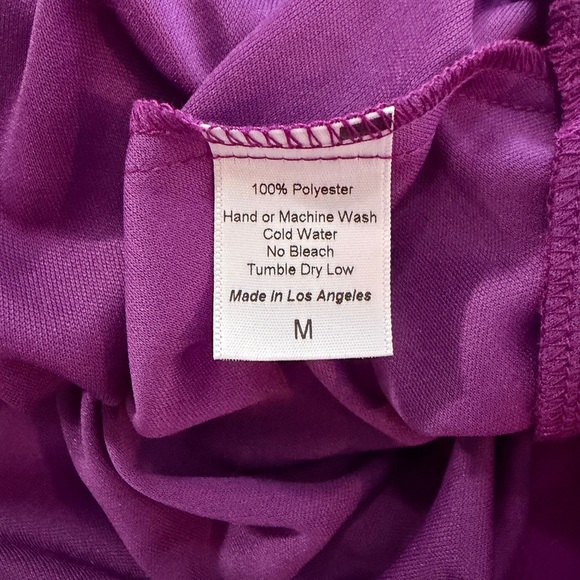 100% Polyester
Hand or Machine Wash
Cold Water
No Bleach
Tumble Dry Low
Made In Los Angeles
M